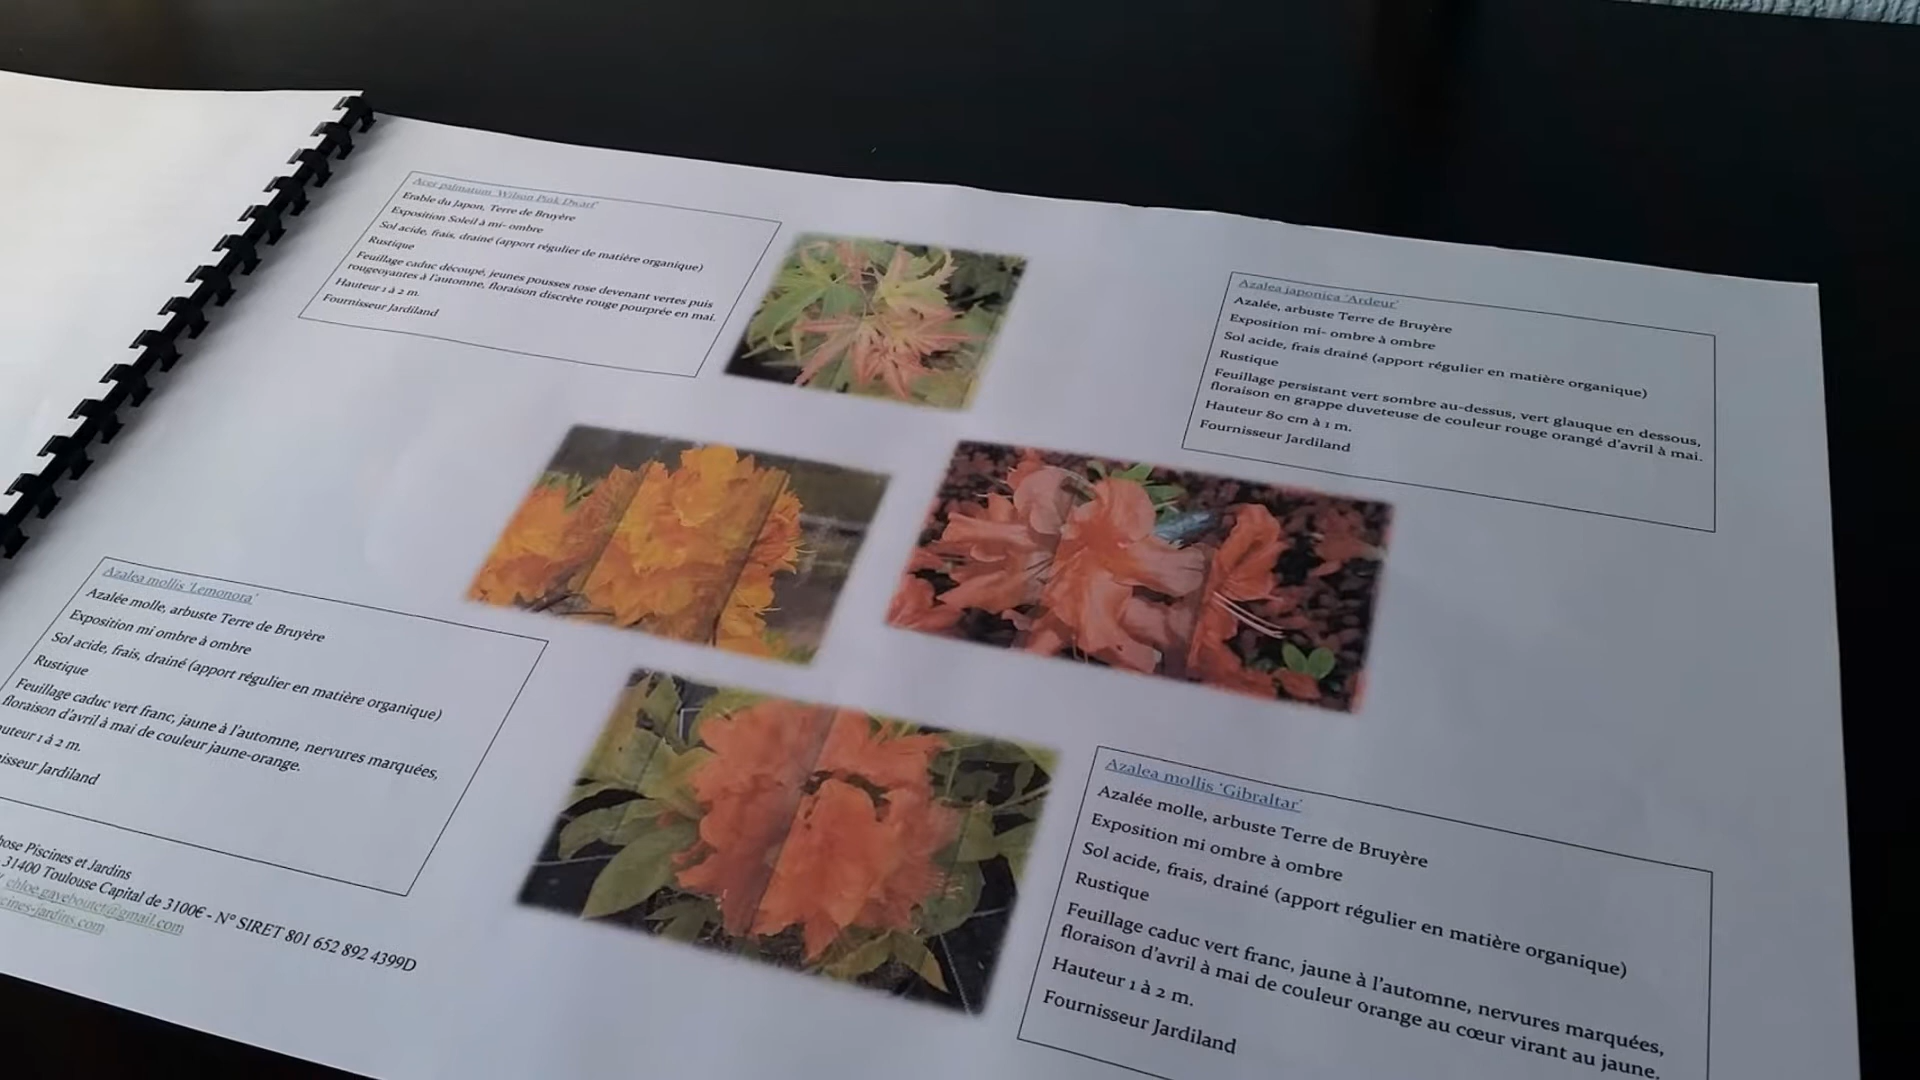 Acer palmatum 'Wilson Pink Dwarf'
Erable du Japon, Terre de Bruyère
Exposition Soleil à mi- ombre
Sol acide, frais, drainé (apport régulier de matière organique)
Rustique
Feuillage caduc découpé, jeunes pousses rose devenant vertes puis
rougeoyantes à l'automne, floraison discrète rouge pourprée en mai.
Hauteur 1 à 2 m.
Fournisseur Jardiland
Azalea japonica 'Ardeur'
Azalée, arbuste Terre de Bruyère
Exposition mi- ombre à ombre
Sol acide, frais drainé (apport régulier en matière organique)
Rustique
Feuillage persistant vert sombre au-dessus, vert glauque en dessous,
floraison en grappe duveteuse de couleur rouge orangé d'avril à mai.
Hauteur 80 cm à 1 m.
Fournisseur Jardiland
Azalea mollis 'Lemonora'
Azalée molle, arbuste Terre de Bruyère
Exposition mi ombre à ombre
Sol acide, frais, drainé (apport régulier en matière organique)
Rustique
Feuillage caduc vert franc, jaune à l'automne, nervures marquées,
floraison d'avril à mai de couleur jaune-orange.
auteur 1 à 2 m.
isseur Jardiland
Azalea mollis 'Gibraltar'
Azalée molle, arbuste Terre de Bruyère
Exposition mi ombre à ombre
Sol acide, frais, drainé (apport régulier en matière organique)
Rustique
Feuillage caduc vert franc, jaune à l'automne, nervures marquées,
floraison d'avril à mai de couleur orange au cœur virant au jaune.
Hauteur 1 à 2 m.
Fournisseur Jardiland
hose Piscines et Jardins
31400 Toulouse Capital de 3100€ - N° SIRET 801 652 892 4399D
chloe.gayeboutct@gmail.com
cines-jardins.com